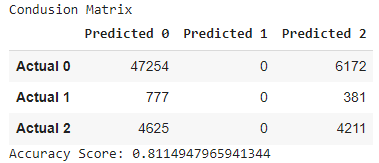 Condusion Matrix
Predicted 0 Predicted 1 Predicted 2
Actual 0 47254 0 6172
Actual 1 777 0 381
Actual 2 4625 0 4211
Accuracy Score: 0.8114947965941344